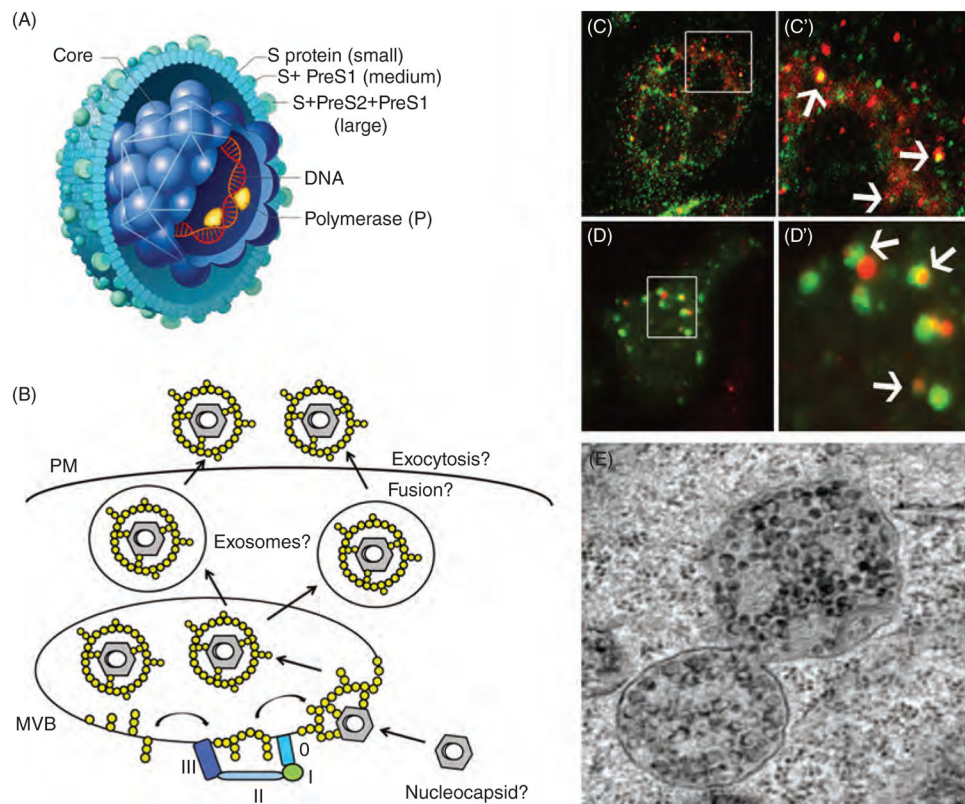 (A)
Core
S protein (small)
S+ PreS1 (medium)
S+PreS2+PreS1
(large)
DNA
Polymerase (P)
(B)
PM
Exocytosis?
Fusion?
Exosomes?
MVB
III
II
I
0
Nucleocapsid?
(C)
(C')
(D)
(D')
(E)